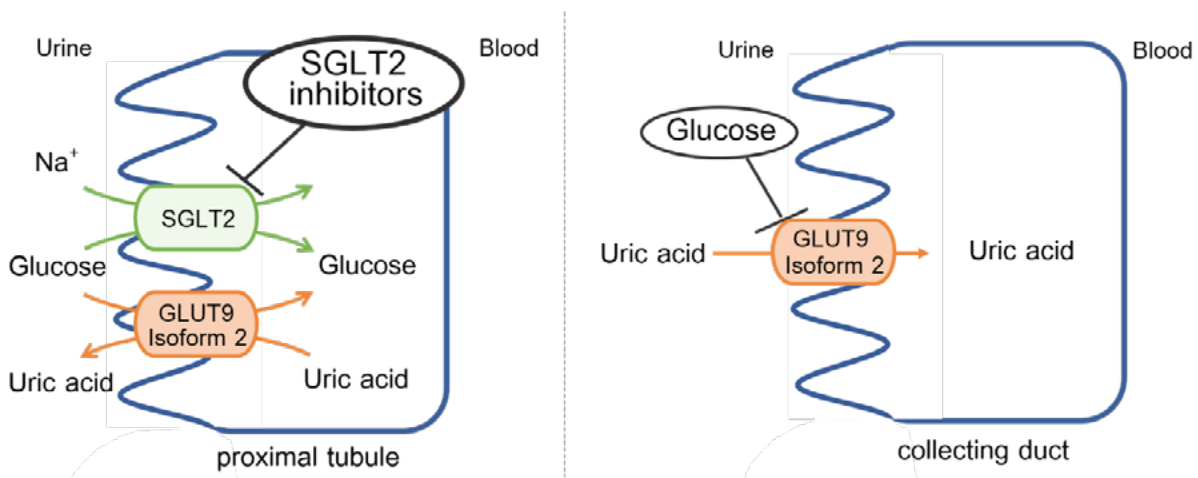 Urine
SGLT2
inhibitors
Blood
Na⁺
SGLT2
Glucose
Glucose
GLUT9
Isoform 2
Uric acid
Uric acid
proximal tubule
Urine
Blood
Glucose
Uric acid
GLUT9
Isoform 2
Uric acid
collecting duct